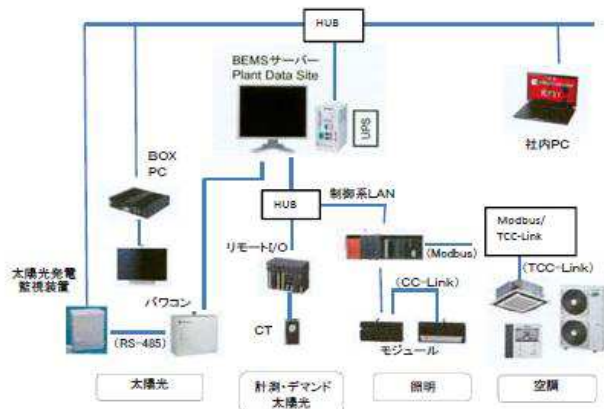 HUB
BEMSサーバー
Plant Data Site
UPS
社内PC
BOX
PC
制御系LAN
HUB
Modbus/
TCC-Link
リモートI/O
(Modbus)
太陽光発電
監視装置
パワコン
(CC-Link)
(TCC-Link)
CT
(RS-485)
モジュール
太陽光
計測・デマンド
太陽光
照明
空調